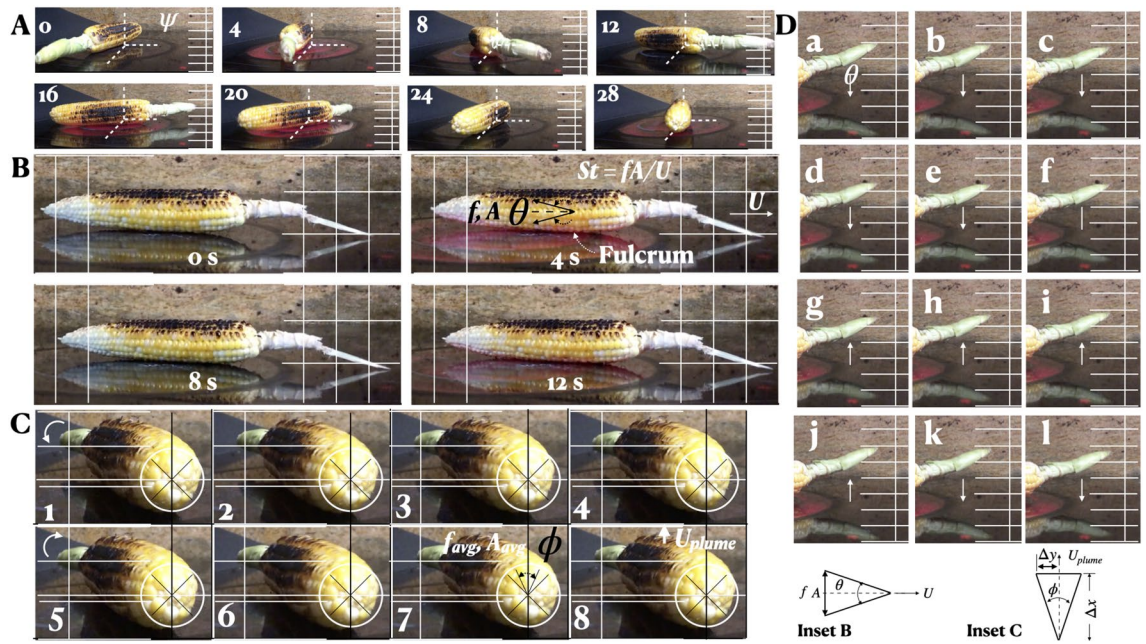 A
0
ψ
4
8
12
16
20
24
28
B
0 s
St = fA/U
U
f, A θ
4 s
Fulcrum
8 s
12 s
C
1
2
3
4
5
6
f_avg, A_avg ϕ
7
U_plume
8
D
a
θ
b
c
d
e
f
g
h
i
j
k
l
f A
θ
U
Inset B
Δy
U_plume
ϕ
Δx
Inset C